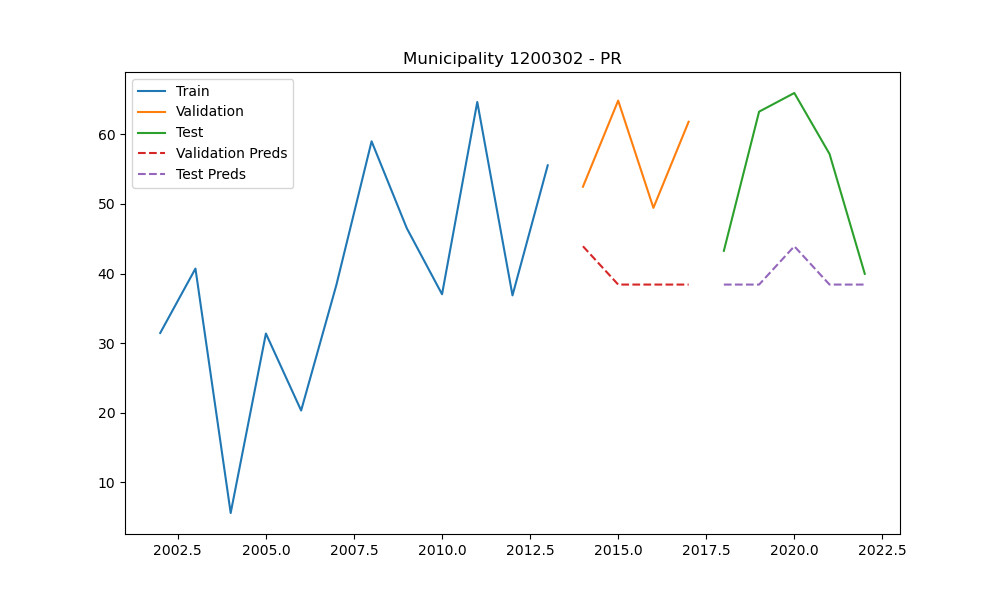 Municipality 1200302 - PR
Train
Validation
Test
Validation Preds
Test Preds
60
50
40
30
20
10
2002.5 2005.0 2007.5 2010.0 2012.5 2015.0 2017.5 2020.0 2022.5